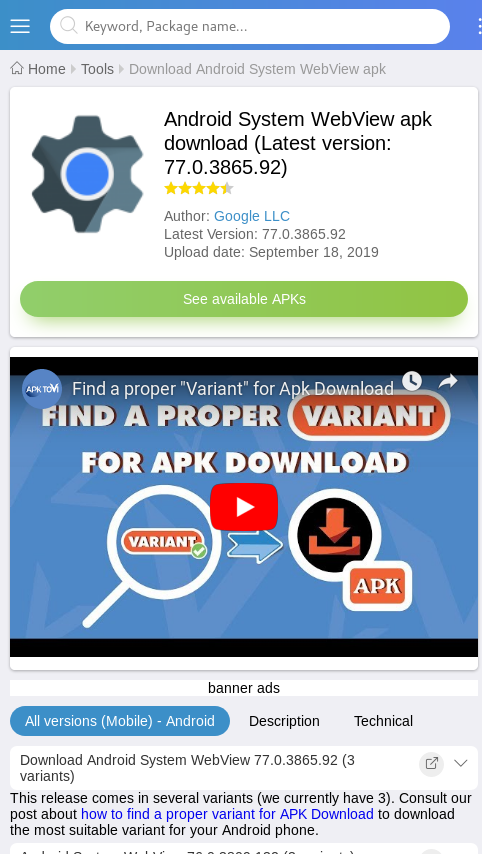 Keyword, Package name...
Home Tools Download Android System WebView apk
Android System WebView apk
download (Latest version:
77.0.3865.92)
Author: Google LLC
Latest Version: 77.0.3865.92
Upload date: September 18, 2019
See available APKs
Find a proper "Variant" for Apk Download
FIND A PROPER VARIANT
FOR APK DOWNLOAD
VARIANT
APK
banner ads
All versions (Mobile) - Android Description Technical
Download Android System WebView 77.0.3865.92 (3
variants)
This release comes in several variants (we currently have 3). Consult our
post about how to find a proper variant for APK Download to download
the most suitable variant for your Android phone.